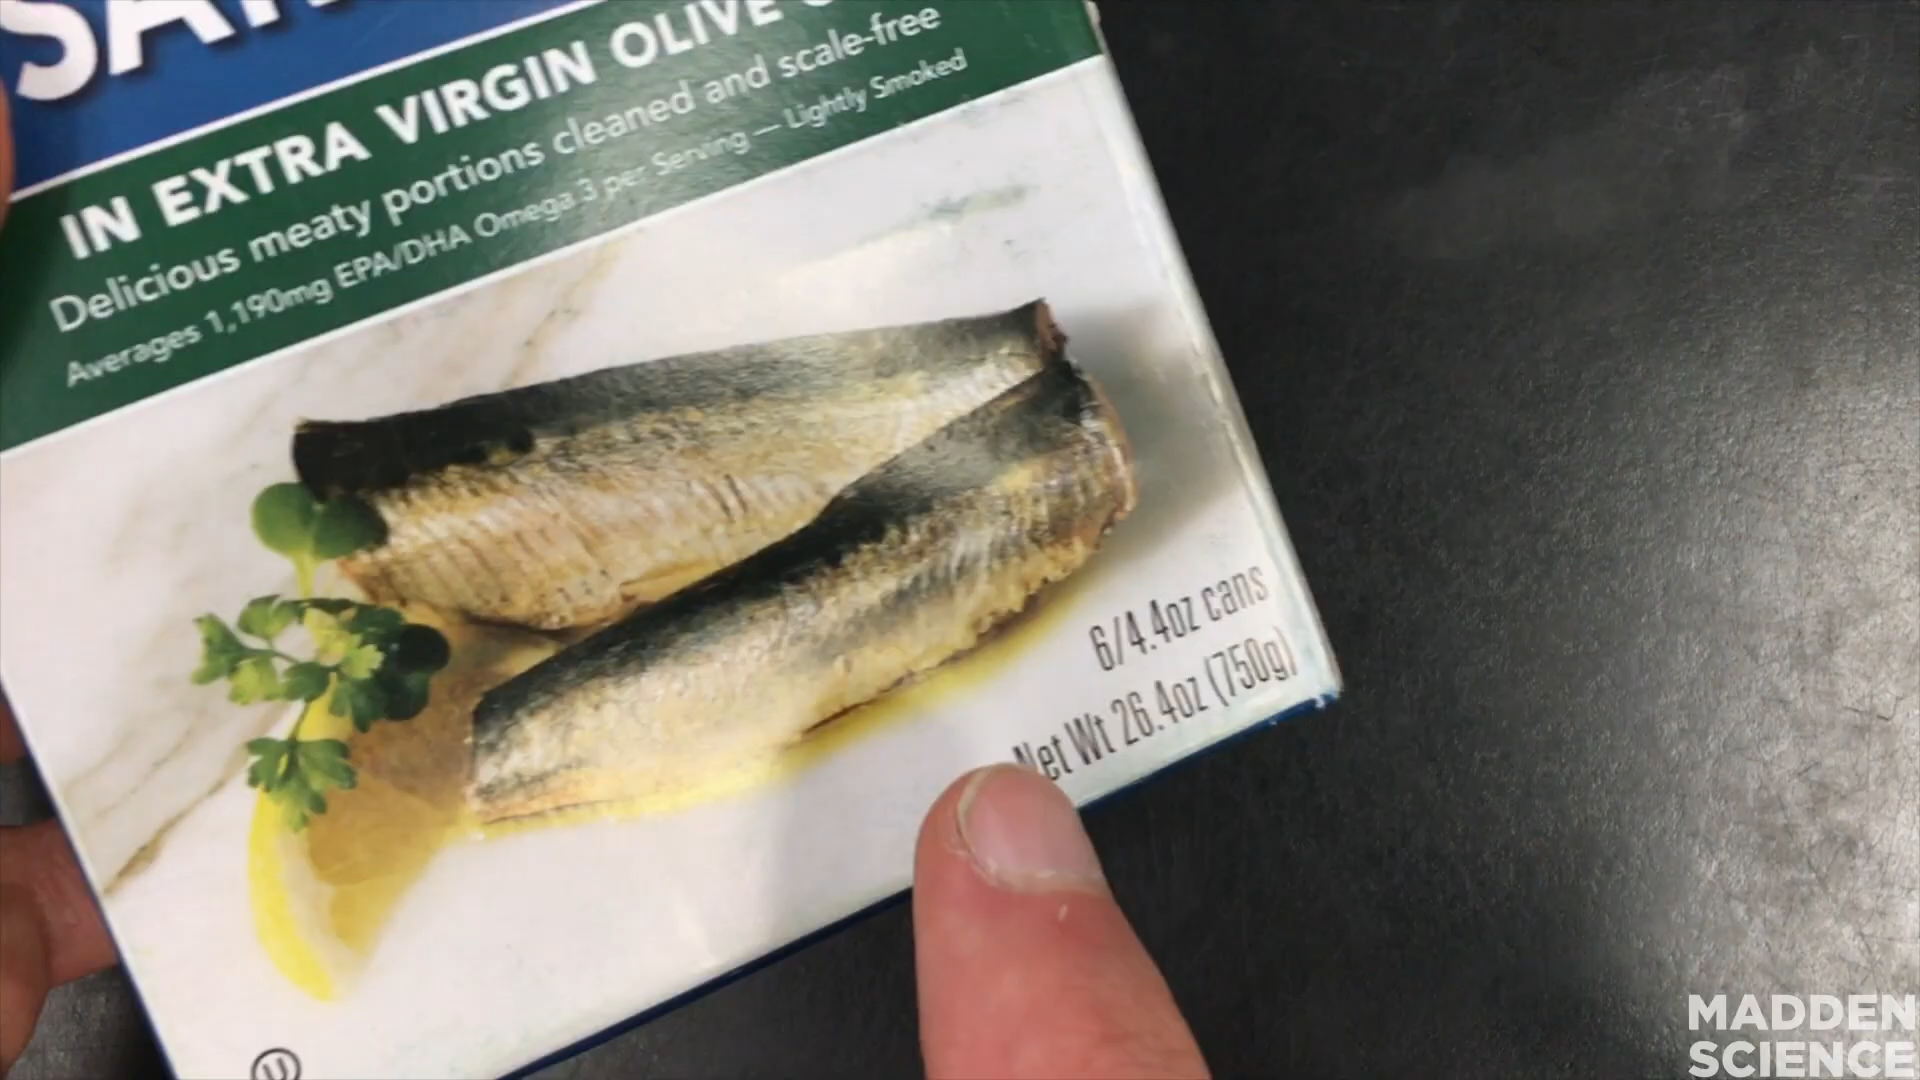 IN EXTRA VIRGIN OLIVE
Delicious meaty portions cleaned and scale-free
Averages 1,190mg EPA/DHA Omega 3 per Serving — Lightly Smoked
6/4.4oz cans
Net Wt 26.4oz (750g)
U
MADDEN
SCIENCE